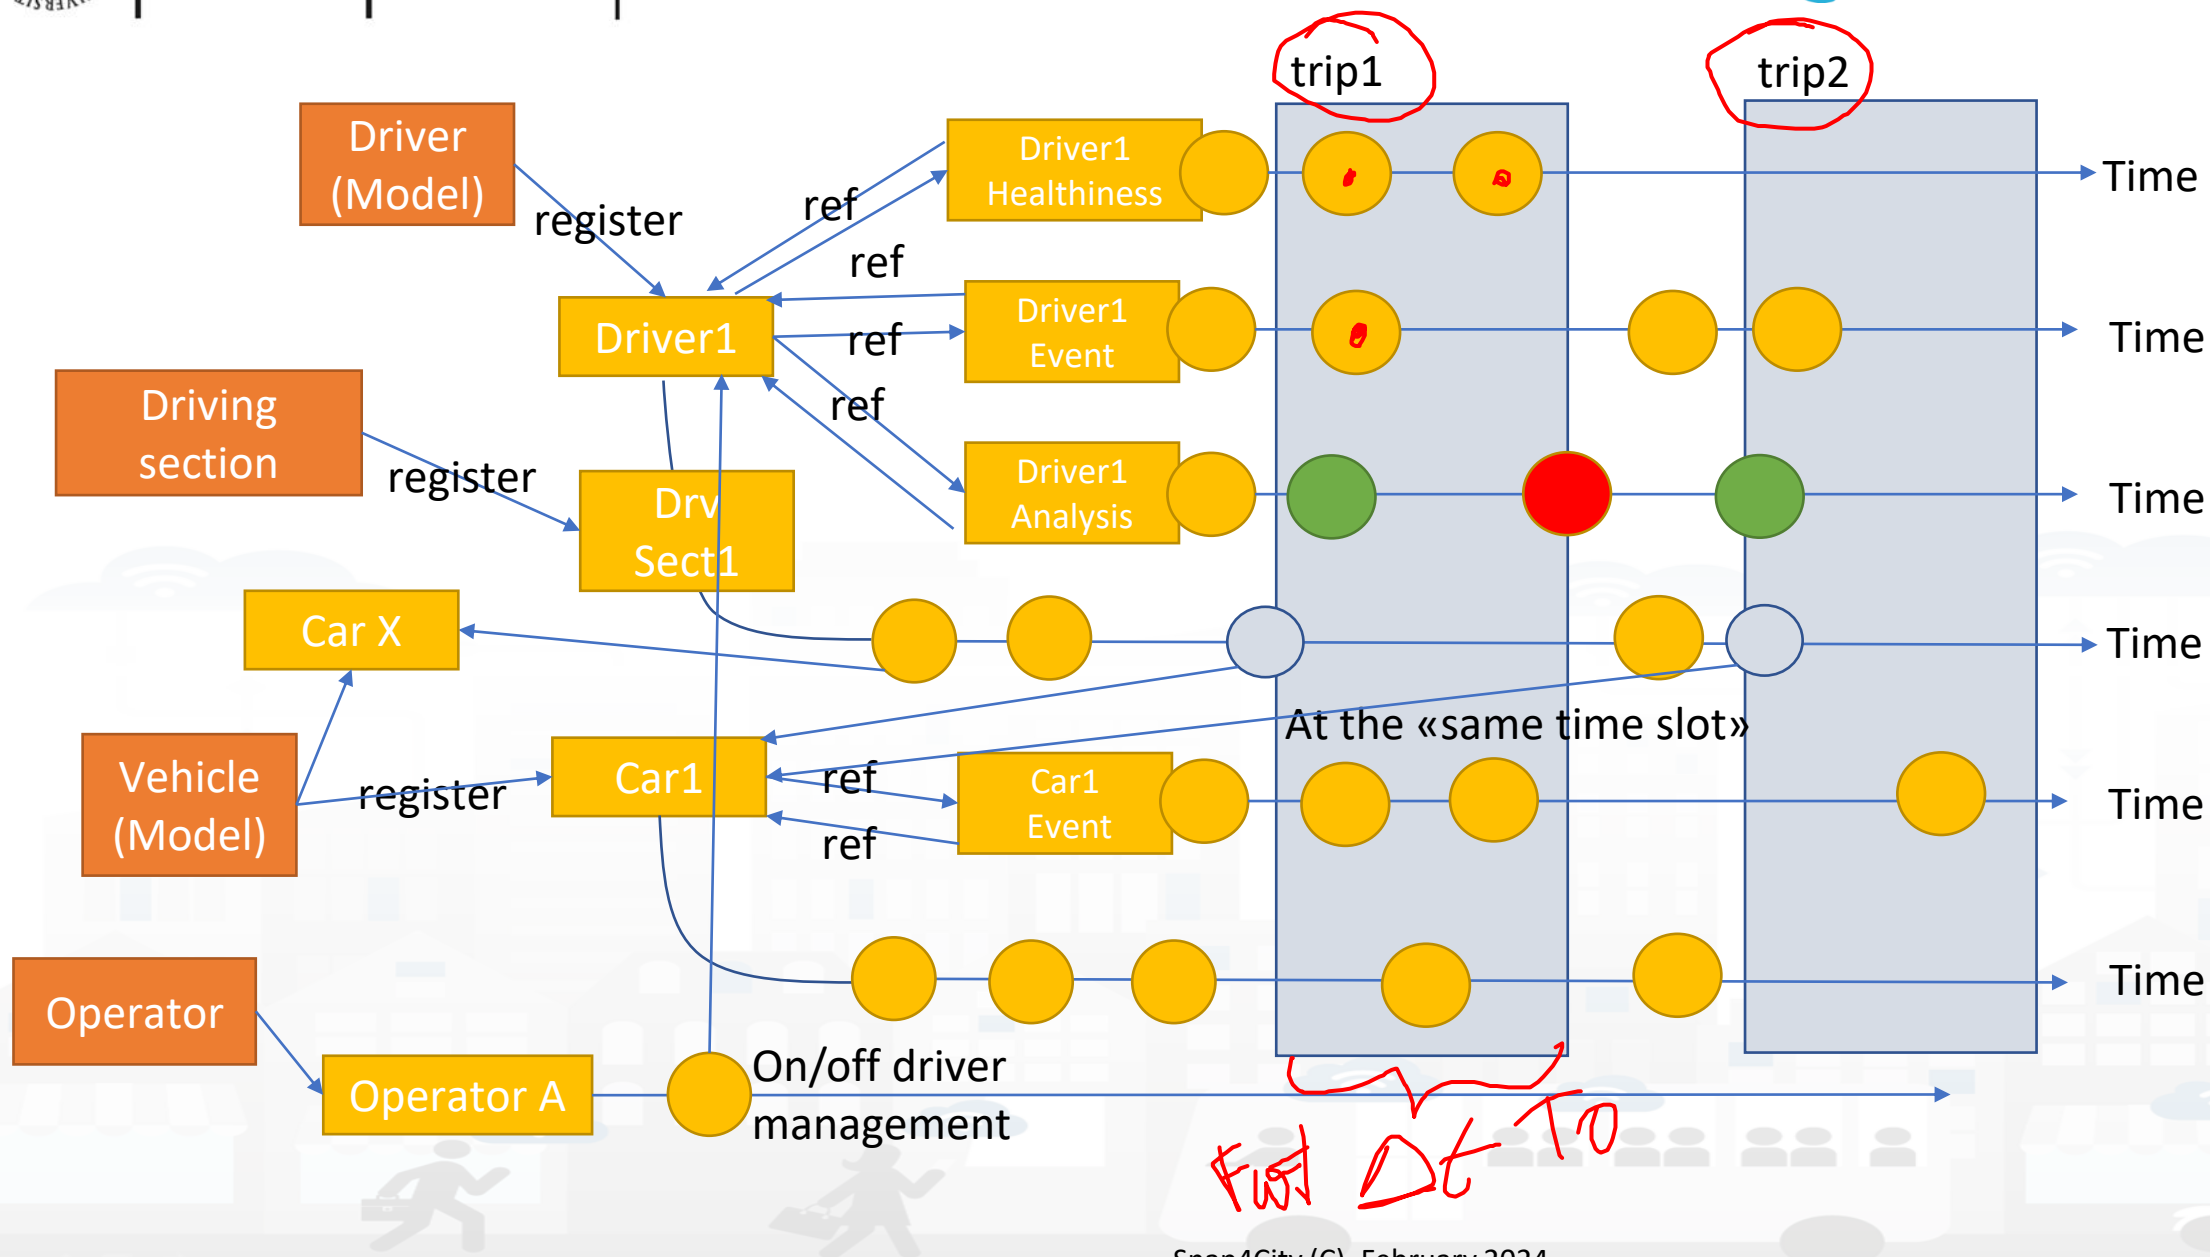 trip1
trip2
Driver
(Model)
register
ref
Driver1
Healthiness
Time
ref
Driver1
ref
Driver1
Event
Time
Driving
section
register
ref
Driver1
Analysis
Time
Drv
Sect1
Car X
Time
At the «same time slot»
Vehicle
(Model)
register
Car1
ref
ref
Car1
Event
Time
Operator
Time
Operator A
On/off driver
management
Δt
To
Snap4City (C), February 2024